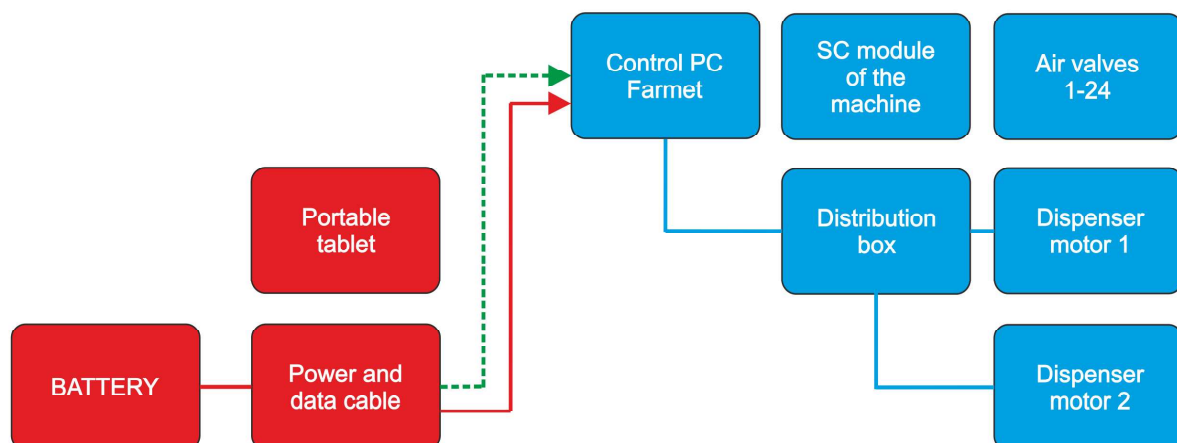 Control PC
Farmet
SC module
of the
machine
Air valves
1-24
Portable
tablet
Distribution
box
Dispenser
motor 1
BATTERY
Power and
data cable
Dispenser
motor 2